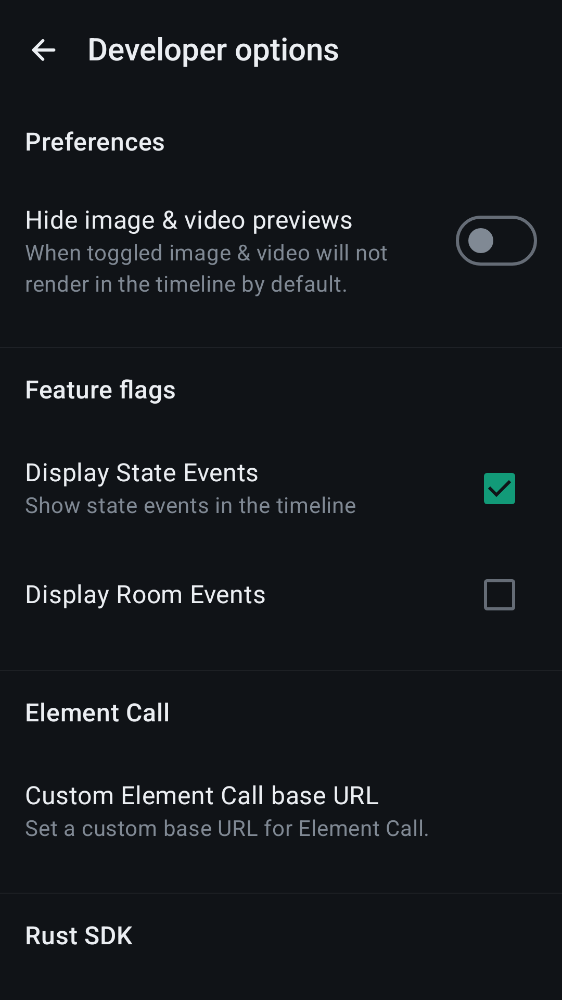 Developer options
Preferences
Hide image & video previews
When toggled image & video will not
render in the timeline by default.
Feature flags
Display State Events
Show state events in the timeline
Display Room Events
Element Call
Custom Element Call base URL
Set a custom base URL for Element Call.
Rust SDK